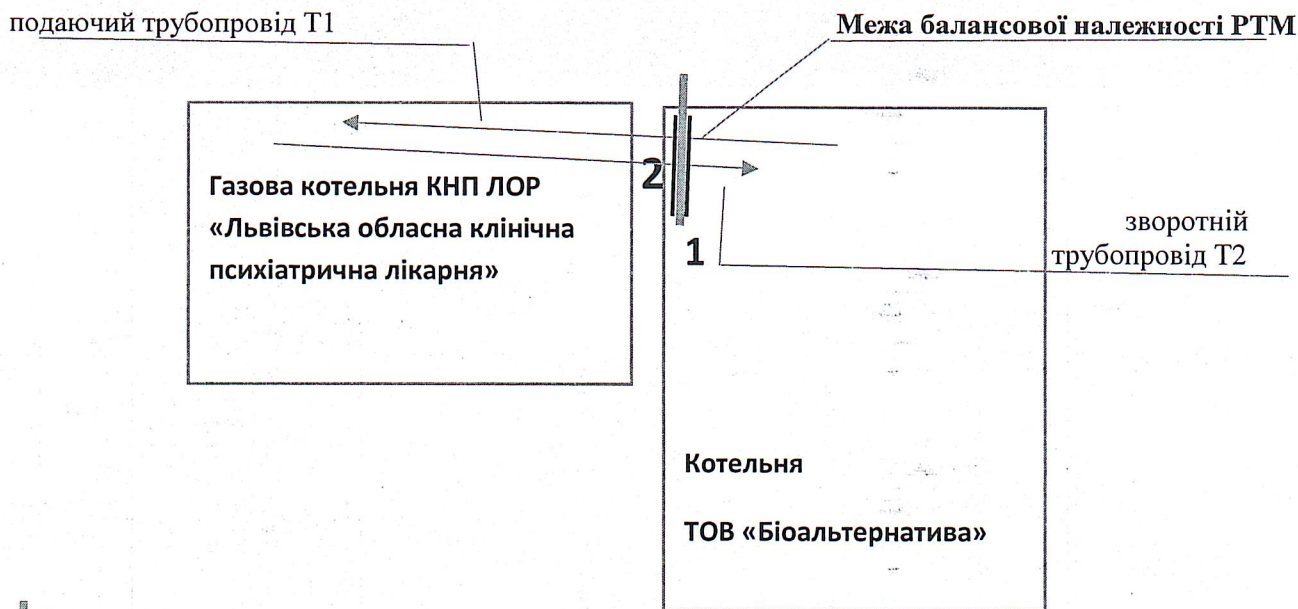 подаючий трубопровід Т1
Межа балансової належності РТМ
Газова котельня КНП ЛОР
«Львівська обласна клінічна
психіатрична лікарня»
2
1
зворотній
трубопровід Т2
Котельня
ТОВ «Біоальтернатива»